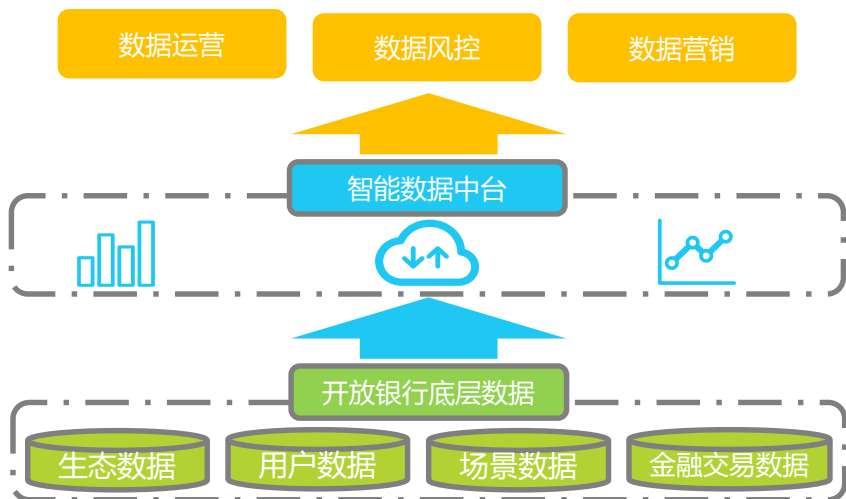 数据运营
数据风控
数据营销
智能数据中台
开放银行底层数据
生态数据
用户数据
场景数据
金融交易数据